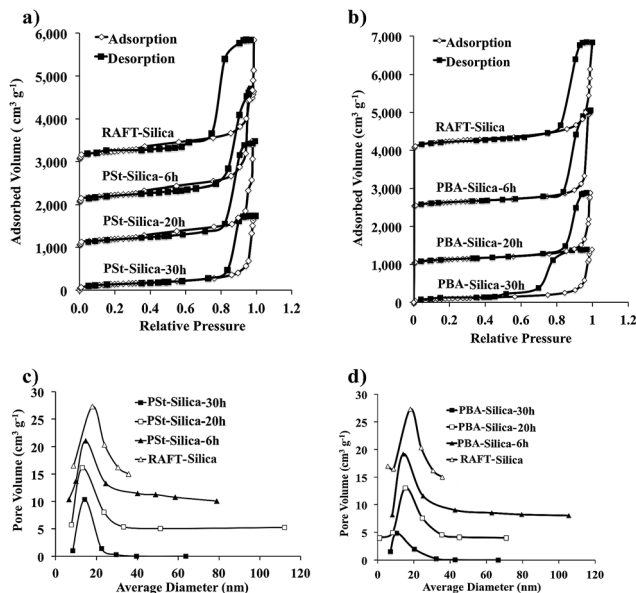 a)
6,000
5,000
4,000
3,000
2,000
1,000
0
Adsorption
Desorption
RAFT-Silica
PSt-Silica-6h
PSt-Silica-20h
PSt-Silica-30h
0.0 0.2 0.4 0.6 0.8 1.0 1.2
Relative Pressure
Adsorbed Volume ( cm³ g⁻¹)
b)
7,000
6,000
5,000
4,000
3,000
2,000
1,000
0
Adsorption
Desorption
RAFT-Silica
PBA-Silica-6h
PBA-Silica-20h
PBA-Silica-30h
0 0.2 0.4 0.6 0.8 1 1.2
Relative Pressure
Adsorbed Volume (cm³ g⁻¹)
c)
30
25
20
15
10
5
0
PSt-Silica-30h
PSt-Silica-20h
PSt-Silica-6h
RAFT-Silica
0 20 40 60 80 100 120
Average Diameter (nm)
Pore Volume (cm³ g⁻¹)
d)
30
25
20
15
10
5
0
PBA-Silica-30h
PBA-Silica-20h
PBA-Silica-6h
RAFT-Silica
0 20 40 60 80 100 120
Average Diameter (nm)
Pore Volume (cm³ g⁻¹)